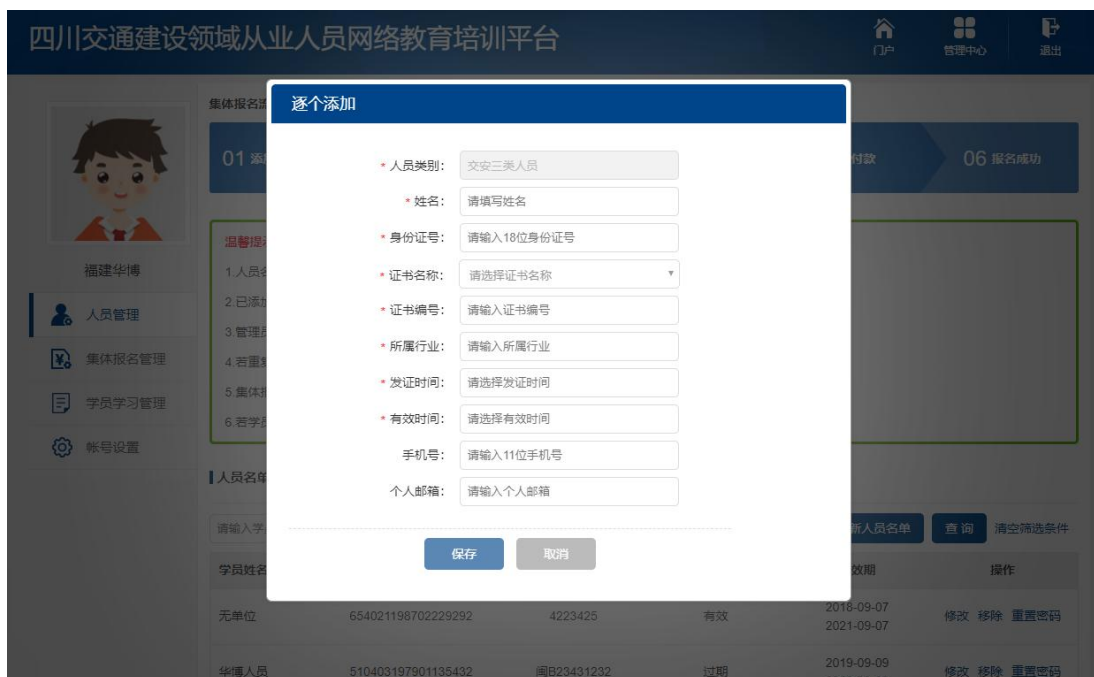 四川交通建设领域从业人员网络教育培训平台
门户
管理中心
退出
集体报名
逐个添加
01 添
付款
06 报名成功
* 人员类别: 交安三类人员
* 姓名: 请填写姓名
* 身份证号: 请输入18位身份证号
* 证书名称: 请选择证书名称
* 证书编号: 请输入证书编号
* 所属行业: 请输入所属行业
* 发证时间: 请选择发证时间
* 有效时间: 请选择有效时间
手机号: 请输入11位手机号
个人邮箱: 请输入个人邮箱
保存
取消
福建华博
人员管理
集体报名管理
学员学习管理
帐号设置
温馨提
1.人员
2.已添
3.管理
4.若重
5.集体
6.若学
人员名
请输入学
新人员名单
查询
清空筛选条件
学员姓名
效期
操作
无单位 654021198702229292 4223425 有效 2018-09-07 修改 移除 重置密码
2021-09-07
华博人员 510403197901135432 闽B23431232 过期 2019-09-09 修改 移除 重置密码